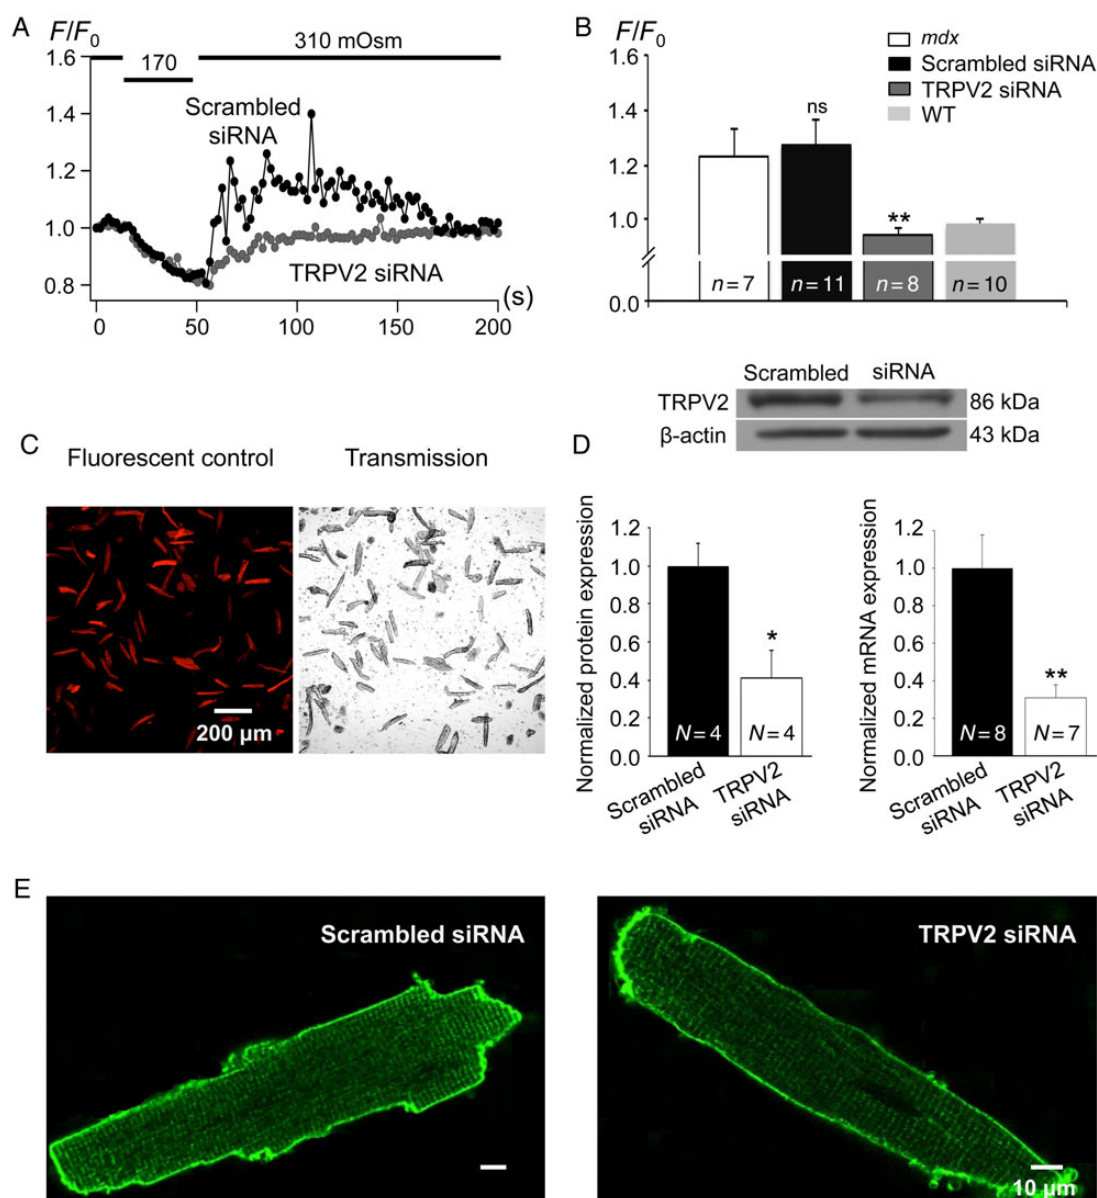 A
F/F0
310 mOsm
170
1.6
1.4
1.2
1.0
0.8
Scrambled
siRNA
TRPV2 siRNA
0
50
100
150
200
(s)
B
F/F0
mdx
Scrambled siRNA
TRPV2 siRNA
WT
1.6
1.4
1.2
1.0
0.0
ns
**
n = 7
n = 11
n = 8
n = 10
C
Fluorescent control
Transmission
200 µm
D
Scrambled
siRNA
TRPV2
86 kDa
β-actin
43 kDa
Normalized protein expression
1.2
1.0
0.8
0.6
0.4
0.2
0.0
*
N = 4
N = 4
Scrambled
siRNA
TRPV2
siRNA
Normalized mRNA expression
1.2
1.0
0.8
0.6
0.4
0.2
0.0
**
N = 8
N = 7
Scrambled
siRNA
TRPV2
siRNA
E
Scrambled siRNA
TRPV2 siRNA
10 µm